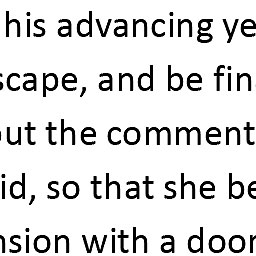 his advancing ye
scape, and be fin
out the comment
id, so that she be
nsion with a door